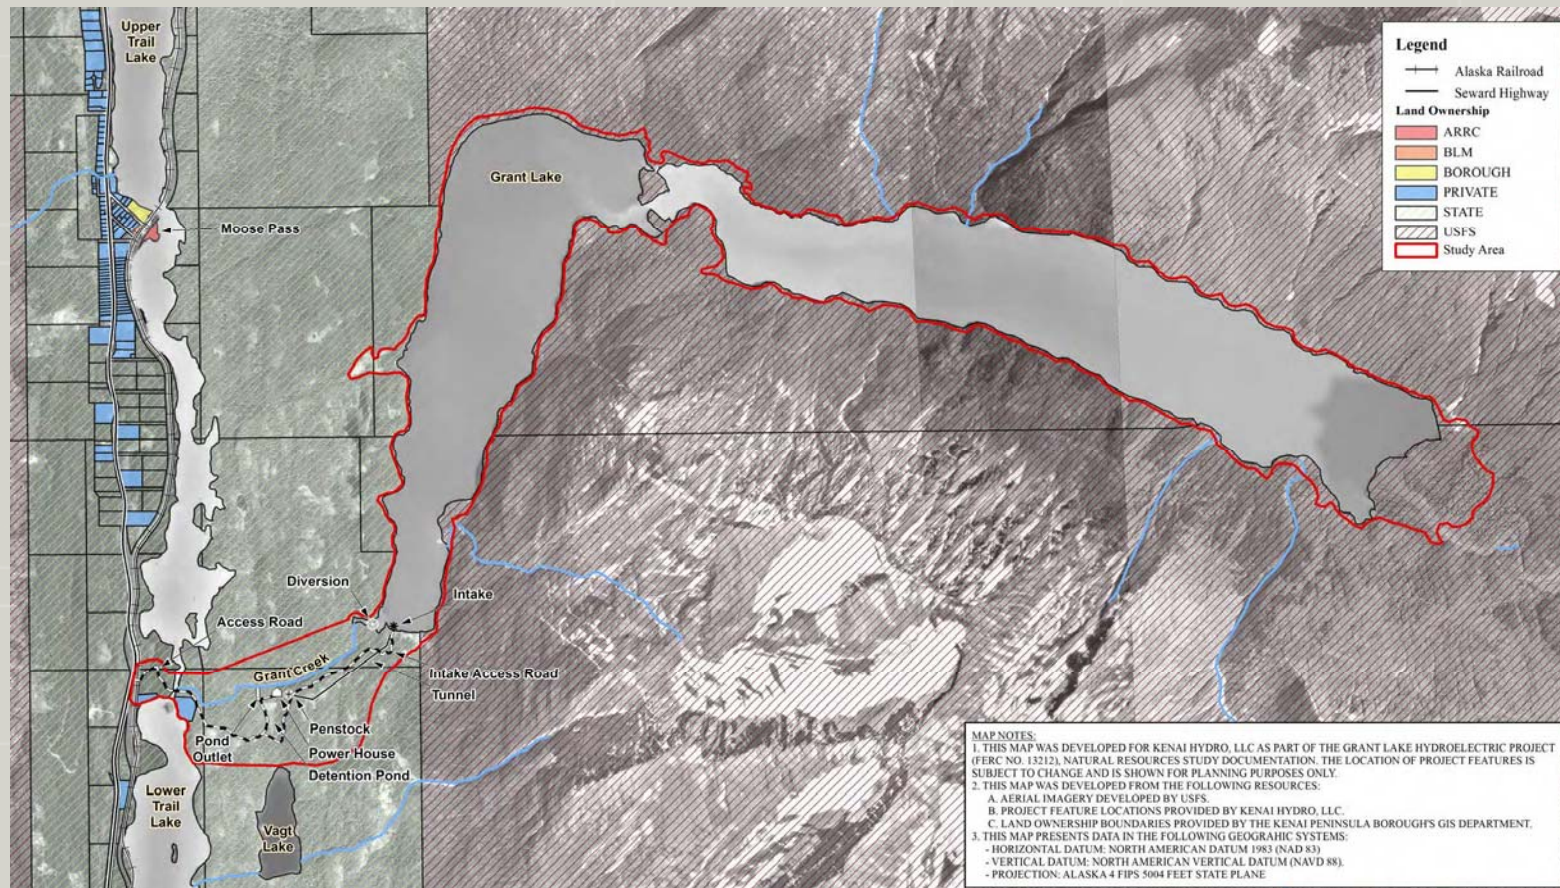 Upper
Trail
Lake
Grant Lake
Moose Pass
Diversion
Intake
Access Road
Grant Creek
Intake Access Road
Tunnel
Penstock
Pond
Outlet
Power House
Detention Pond
Lower
Trail
Lake
Vagt
Lake
Legend
Alaska Railroad
Seward Highway
Land Ownership
ARRC
BLM
BOROUGH
PRIVATE
STATE
USFS
Study Area
MAP NOTES:
1. THIS MAP WAS DEVELOPED FOR KENAI HYDRO, LLC AS PART OF THE GRANT LAKE HYDROELECTRIC PROJECT
(FERC NO. 13212), NATURAL RESOURCES STUDY DOCUMENTATION. THE LOCATION OF PROJECT FEATURES IS
SUBJECT TO CHANGE AND IS SHOWN FOR PLANNING PURPOSES ONLY.
2. THIS MAP WAS DEVELOPED FROM THE FOLLOWING RESOURCES:
A. AERIAL IMAGERY DEVELOPED BY USFS.
B. PROJECT FEATURE LOCATIONS PROVIDED BY KENAI HYDRO, LLC.
C. LAND OWNERSHIP BOUNDARIES PROVIDED BY THE KENAI PENINSULA BOROUGH'S GIS DEPARTMENT.
3. THIS MAP PRESENTS DATA IN THE FOLLOWING GEOGRAHIC SYSTEMS:
- HORIZONTAL DATUM: NORTH AMERICAN DATUM 1983 (NAD 83)
- VERTICAL DATUM: NORTH AMERICAN VERTICAL DATUM (NAVD 88).
- PROJECTION: ALASKA 4 FIPS 5004 FEET STATE PLANE